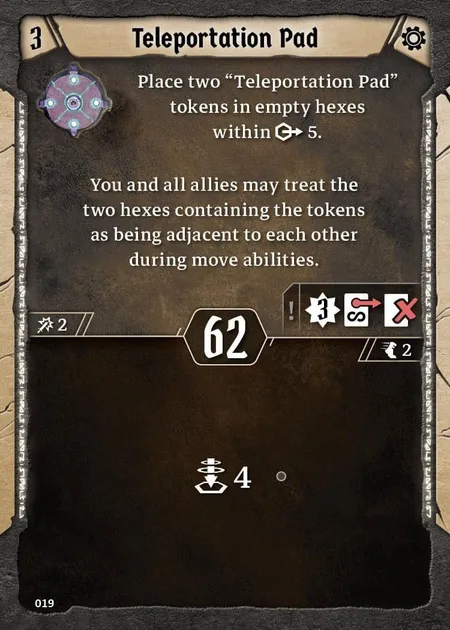 3
Teleportation Pad
Place two “Teleportation Pad”
tokens in empty hexes
within 5.
You and all allies may treat the
two hexes containing the tokens
as being adjacent to each other
during move abilities.
! 3
2
62
2
4
019